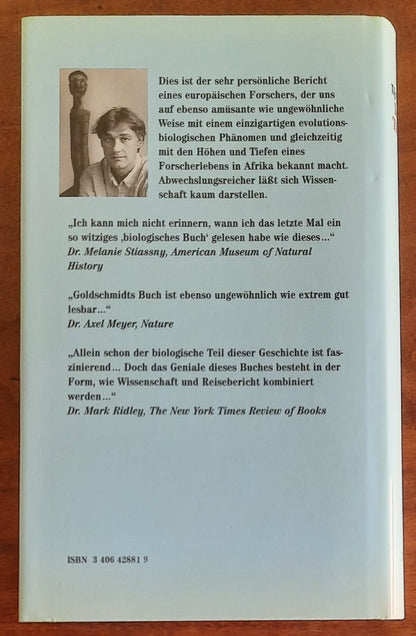 Dies ist der sehr persönliche Bericht
eines europäischen Forschers, der uns
auf ebenso amüsante wie ungewöhnliche
Weise mit einem einzigartigen evolutions-
biologischen Phänomen und gleichzeitig
mit den Höhen und Tiefen eines
Forscherlebens in Afrika bekannt macht.
Abwechslungsreicher läßt sich Wissen-
schaft kaum darstellen.
„Ich kann mich nicht erinnern, wann ich das letzte Mal ein
so witziges ‚biologisches Buch‘ gelesen habe wie dieses...“
Dr. Melanie Stiassny, American Museum of Natural
History
„Goldschmidts Buch ist ebenso ungewöhnlich wie extrem gut
lesbar...“
Dr. Axel Meyer, Nature
„Allein schon der biologische Teil dieser Geschichte ist fas-
zinierend... Doch das Geniale dieses Buches besteht in der
Form, wie Wissenschaft und Reisebericht kombiniert
werden...“
Dr. Mark Ridley, The New York Times Review of Books
ISBN 3 406 42881 9